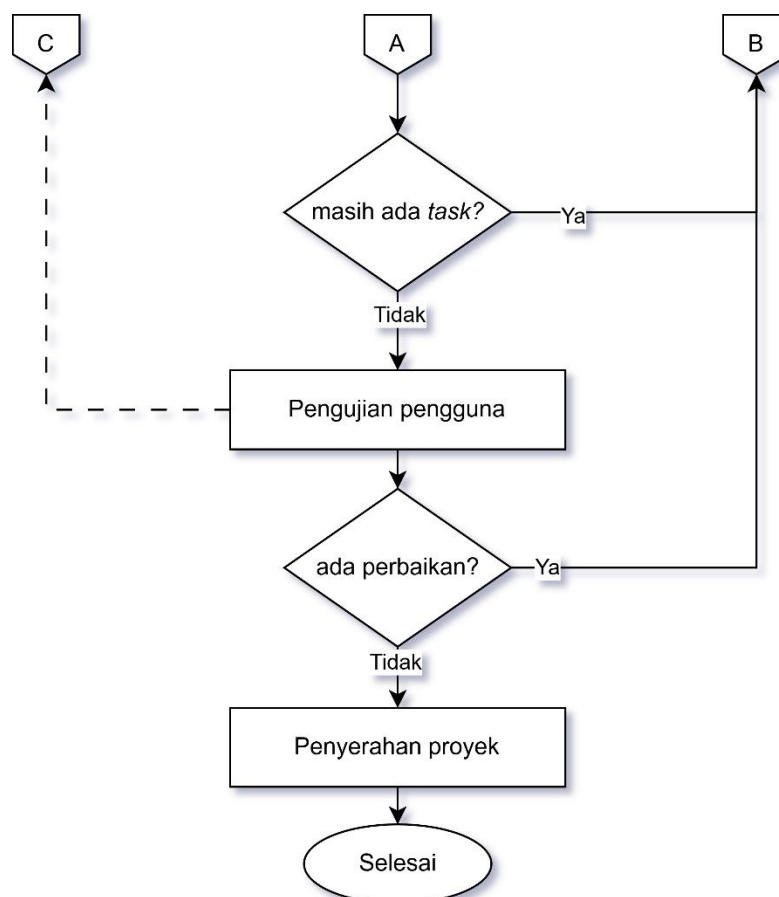 C
A
B
masih ada task?
Ya
Tidak
Pengujian pengguna
ada perbaikan?
Ya
Tidak
Penyerahan proyek
Selesai